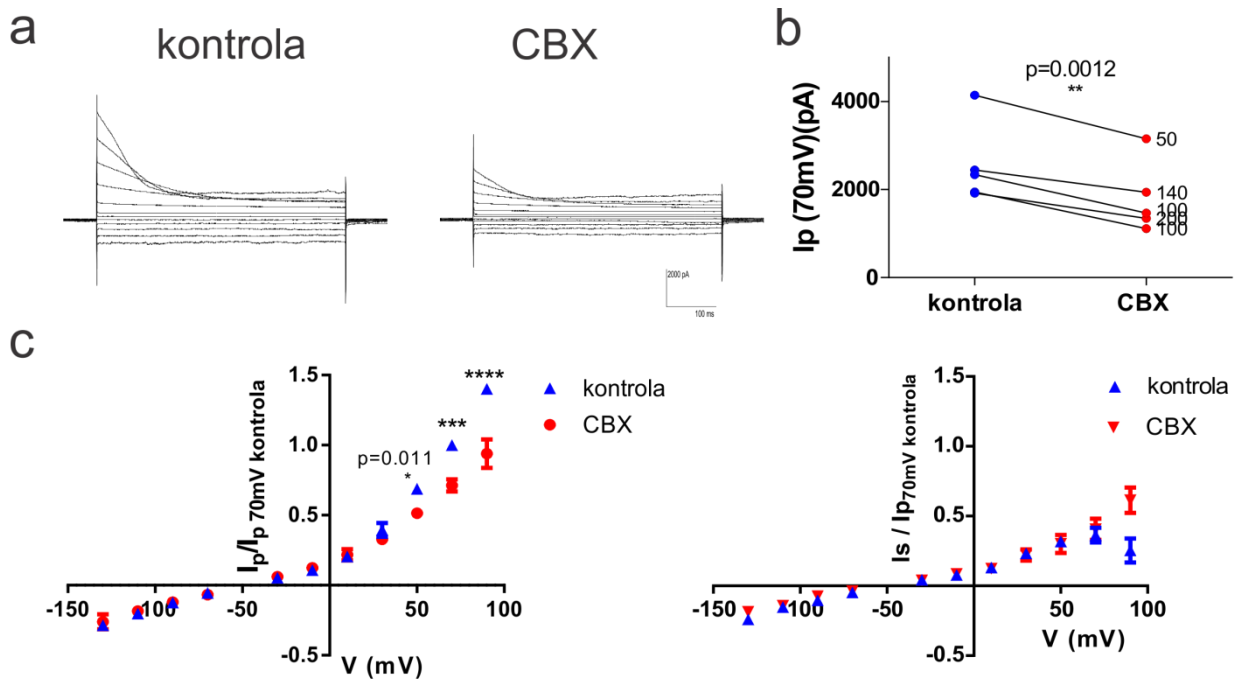 a
kontrola
CBX
2000 pA
100 ms
b
p=0.0012
**
Ip (70mV)(pA)
4000
2000
0
50
140
100
200
100
kontrola
CBX
c
Ip/Ip 70mV kontrola
1.5
1.0
0.5
-0.5
-150
-100
-50
50
100
V (mV)
p=0.011
*
***
****
kontrola
CBX
Is / Ip70mV kontrola
1.5
1.0
0.5
-0.5
-150
-100
-50
50
100
V (mV)
kontrola
CBX